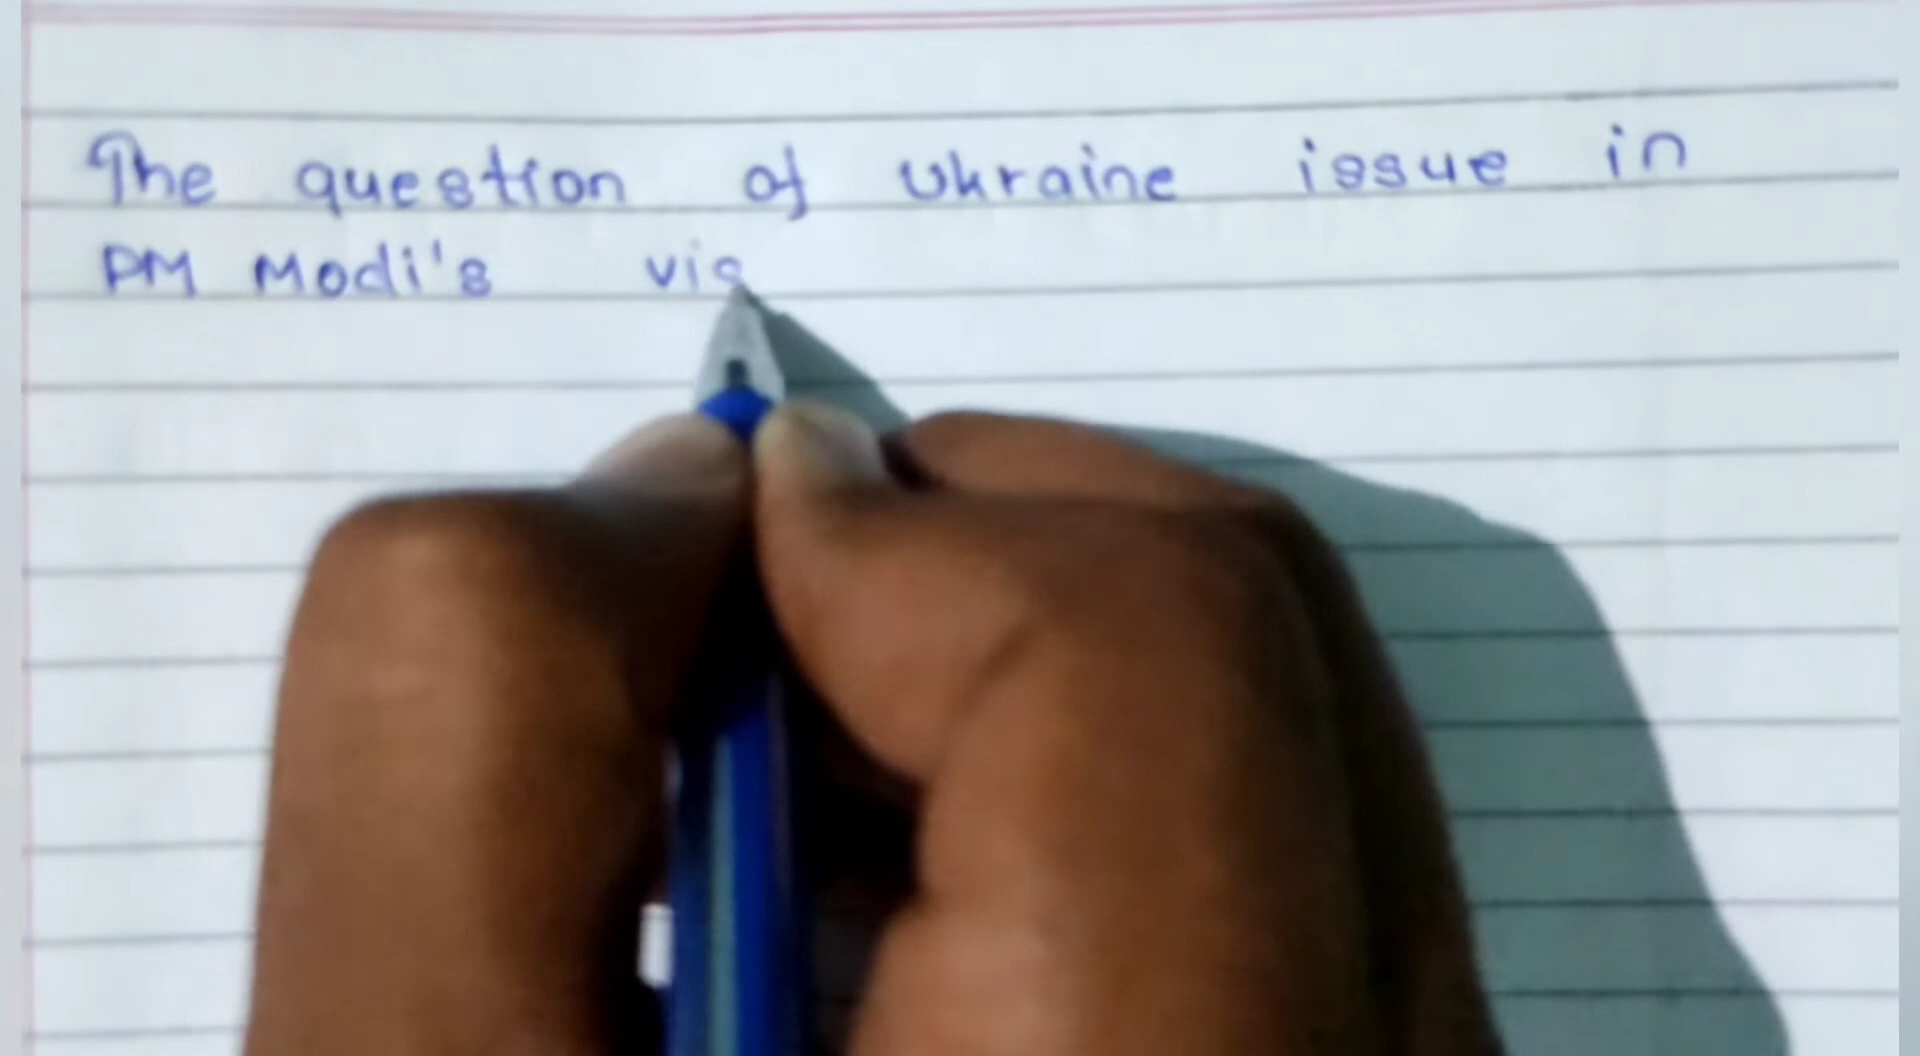 The question of Ukraine issue in
PM Modi's vis